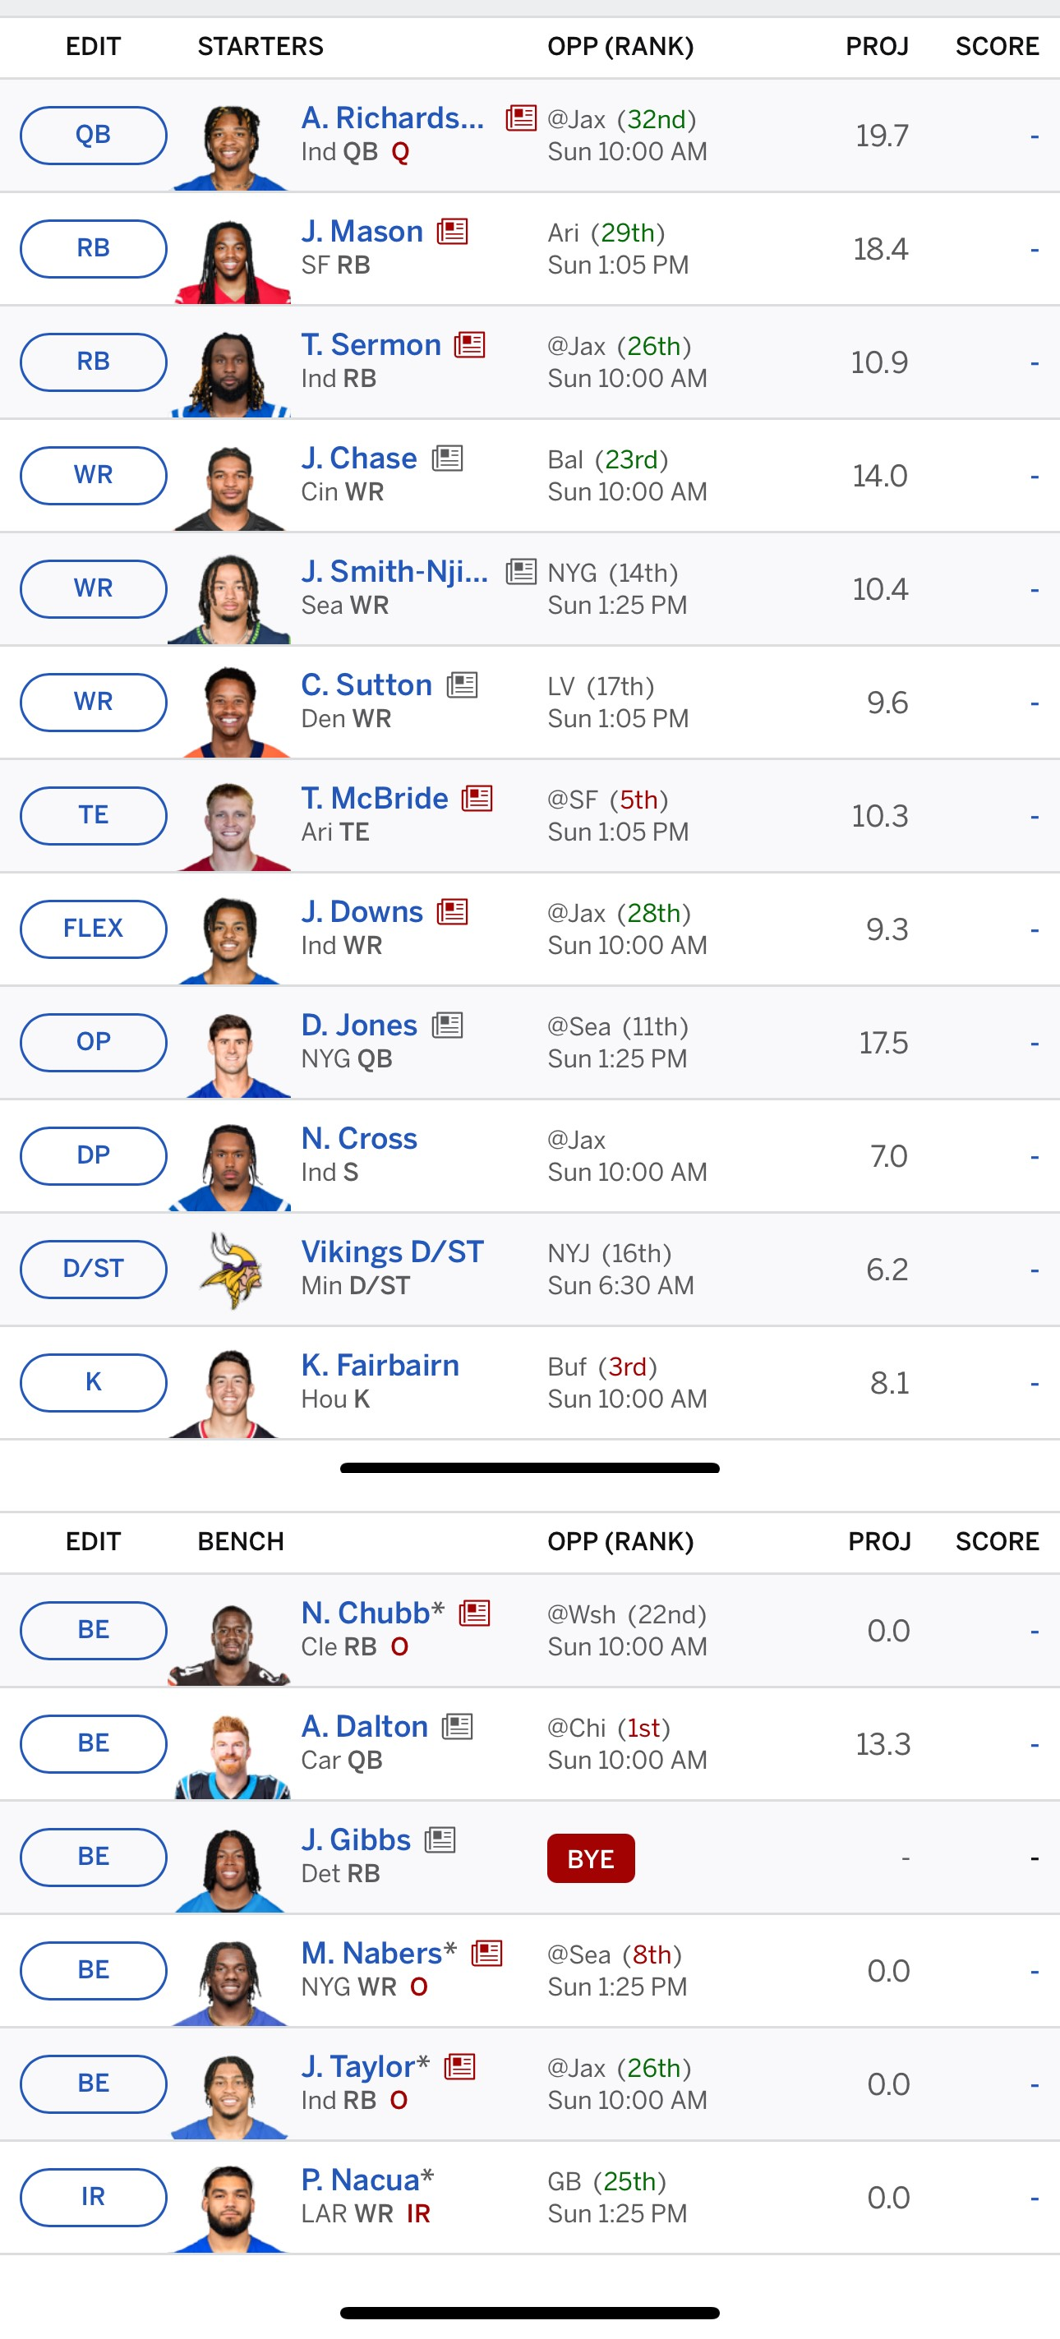 EDIT STARTERS OPP (RANK) PROJ SCORE
QB A. Richards... @Jax (32nd) 19.7 -
Ind QB Q Sun 10:00 AM
RB J. Mason Ari (29th) 18.4 -
SF RB Sun 1:05 PM
RB T. Sermon @Jax (26th) 10.9 -
Ind RB Sun 10:00 AM
WR J. Chase Bal (23rd) 14.0 -
Cin WR Sun 10:00 AM
WR J. Smith-Nji... NYG (14th) 10.4 -
Sea WR Sun 1:25 PM
WR C. Sutton LV (17th) 9.6 -
Den WR Sun 1:05 PM
TE T. McBride @SF (5th) 10.3 -
Ari TE Sun 1:05 PM
FLEX J. Downs @Jax (28th) 9.3 -
Ind WR Sun 10:00 AM
OP D. Jones @Sea (11th) 17.5 -
NYG QB Sun 1:25 PM
DP N. Cross @Jax 7.0 -
Ind S Sun 10:00 AM
D/ST Vikings D/ST NYJ (16th) 6.2 -
Min D/ST Sun 6:30 AM
K K. Fairbairn Buf (3rd) 8.1 -
Hou K Sun 10:00 AM
EDIT BENCH OPP (RANK) PROJ SCORE
BE N. Chubb* @Wsh (22nd) 0.0 -
Cle RB O Sun 10:00 AM
BE A. Dalton @Chi (1st) 13.3 -
Car QB Sun 10:00 AM
BE J. Gibbs BYE - -
Det RB
BE M. Nabers* @Sea (8th) 0.0 -
NYG WR O Sun 1:25 PM
BE J. Taylor* @Jax (26th) 0.0 -
Ind RB O Sun 10:00 AM
IR P. Nacua* GB (25th) 0.0 -
LAR WR IR Sun 1:25 PM